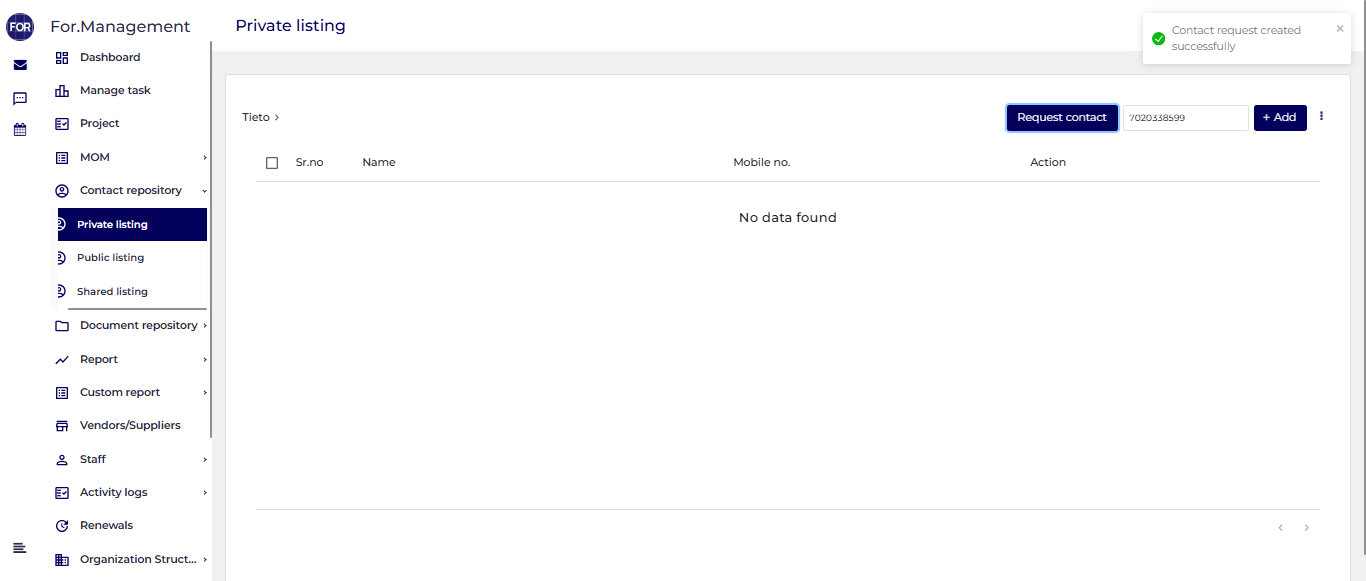 FOR
For.Management
Private listing
Contact request created
successfully
Dashboard
Manage task
Project
MOM
Contact repository
Private listing
Public listing
Shared listing
Document repository
Report
Custom report
Vendors/Suppliers
Staff
Activity logs
Renewals
Organization Struct...
Tieto >
Request contact
7020338599
+ Add
Sr.no
Name
Mobile no.
Action
No data found